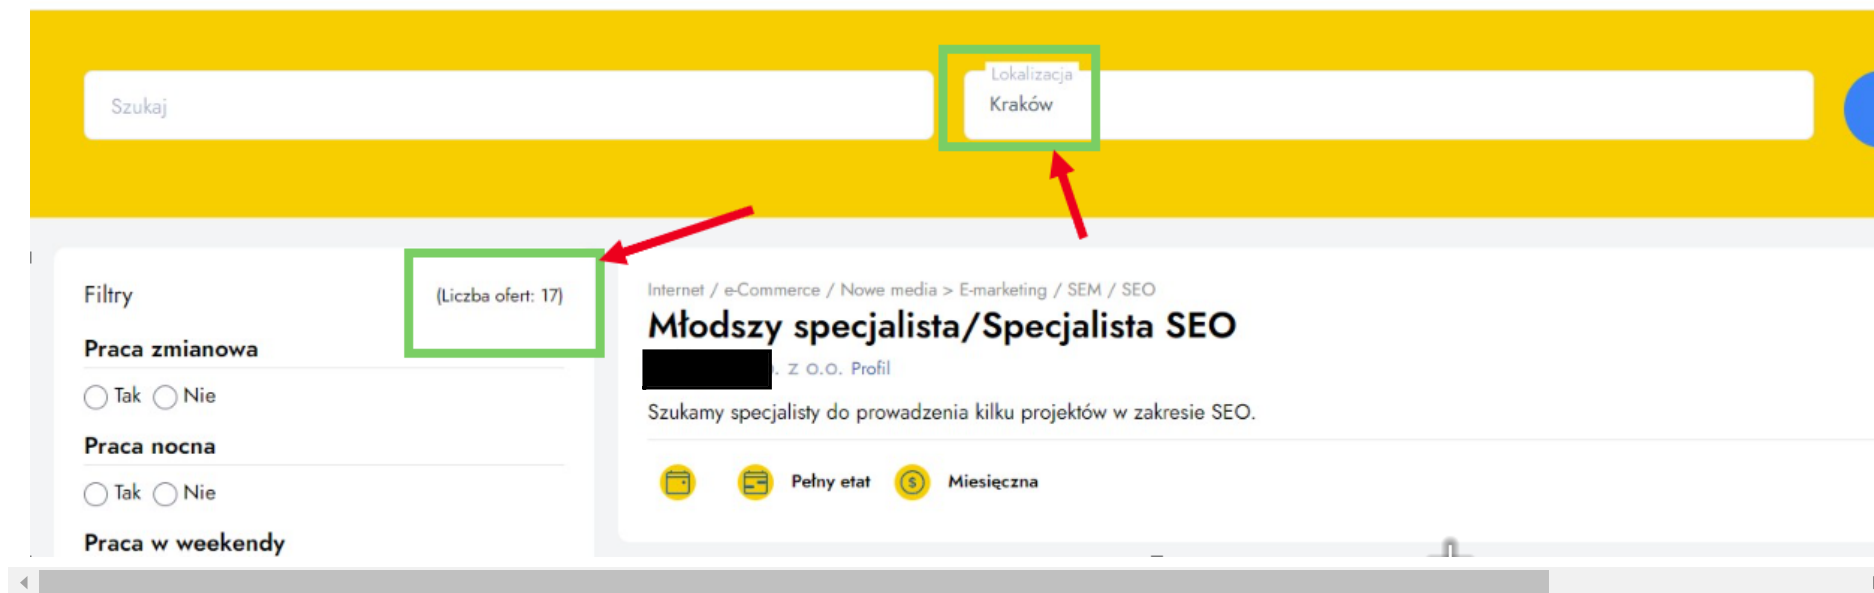 Lokalizacja
Szukaj
Kraków
Filtry
(Liczba ofert: 17)
Praca zmianowa
Tak Nie
Praca nocna
Tak Nie
Praca w weekendy
Internet / e-Commerce / Nowe media > E-marketing / SEM / SEO
Młodszy specjalista/Specjalista SEO
. z o.o. Profil
Szukamy specjalisty do prowadzenia kilku projektów w zakresie SEO.
Pełny etat Miesięczna